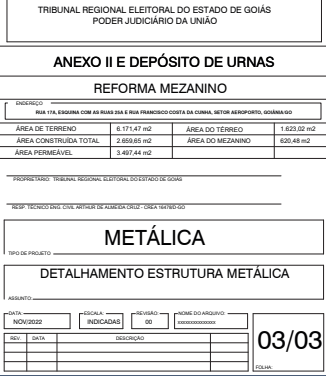 TRIBUNAL REGIONAL ELEITORAL DO ESTADO DE GOIÁS
PODER JUDICIÁRIO DA UNIÃO
ANEXO II E DEPÓSITO DE URNAS
REFORMA MEZANINO
ENDEREÇO
RUA 17A, ESQUINA COM AS RUAS 25A E RUA FRANCISCO COSTA DA CUNHA, SETOR AEROPORTO, GOIÂNIA/GO
ÁREA DE TERRENO 6.171,47 m2 ÁREA DO TÉRREO 1.623,02 m2
ÁREA CONSTRUÍDA TOTAL 2.659,65 m2 ÁREA DO MEZANINO 620,48 m2
ÁREA PERMEÁVEL 3.497,44 m2
PROPRIETÁRIO: TRIBUNAL REGIONAL ELEITORAL DO ESTADO DE GOIÁS
RESP. TÉCNICO ENG. CIVIL ARTHUR DE ALMEIDA CRUZ - CREA 16478/D-GO
METÁLICA
TIPO DE PROJETO:
DETALHAMENTO ESTRUTURA METÁLICA
ASSUNTO:
DATA: ESCALA: REVISÃO: NOME DO ARQUIVO:
NOV/2022 INDICADAS 00 xxxxxxxxxxxxxx
REV. DATA DESCRIÇÃO
03/03
FOLHA: